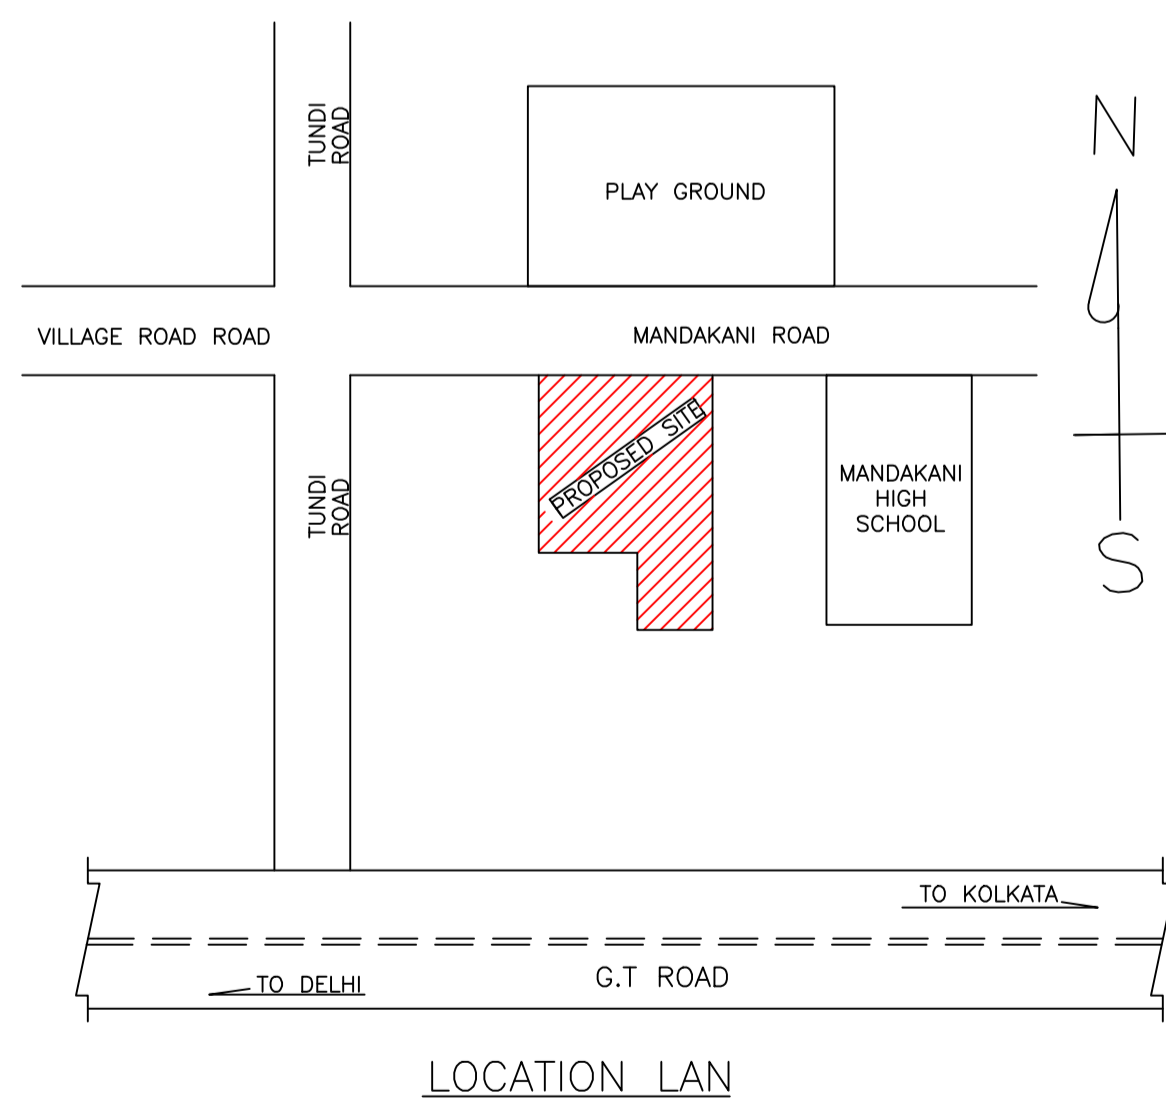 TUNDI
ROAD
PLAY GROUND
N
VILLAGE ROAD ROAD
MANDAKANI ROAD
PROPOSED SITE
TUNDI
ROAD
MANDAKANI
HIGH
SCHOOL
S
TO KOLKATA
G.T ROAD
TO DELHI
LOCATION LAN